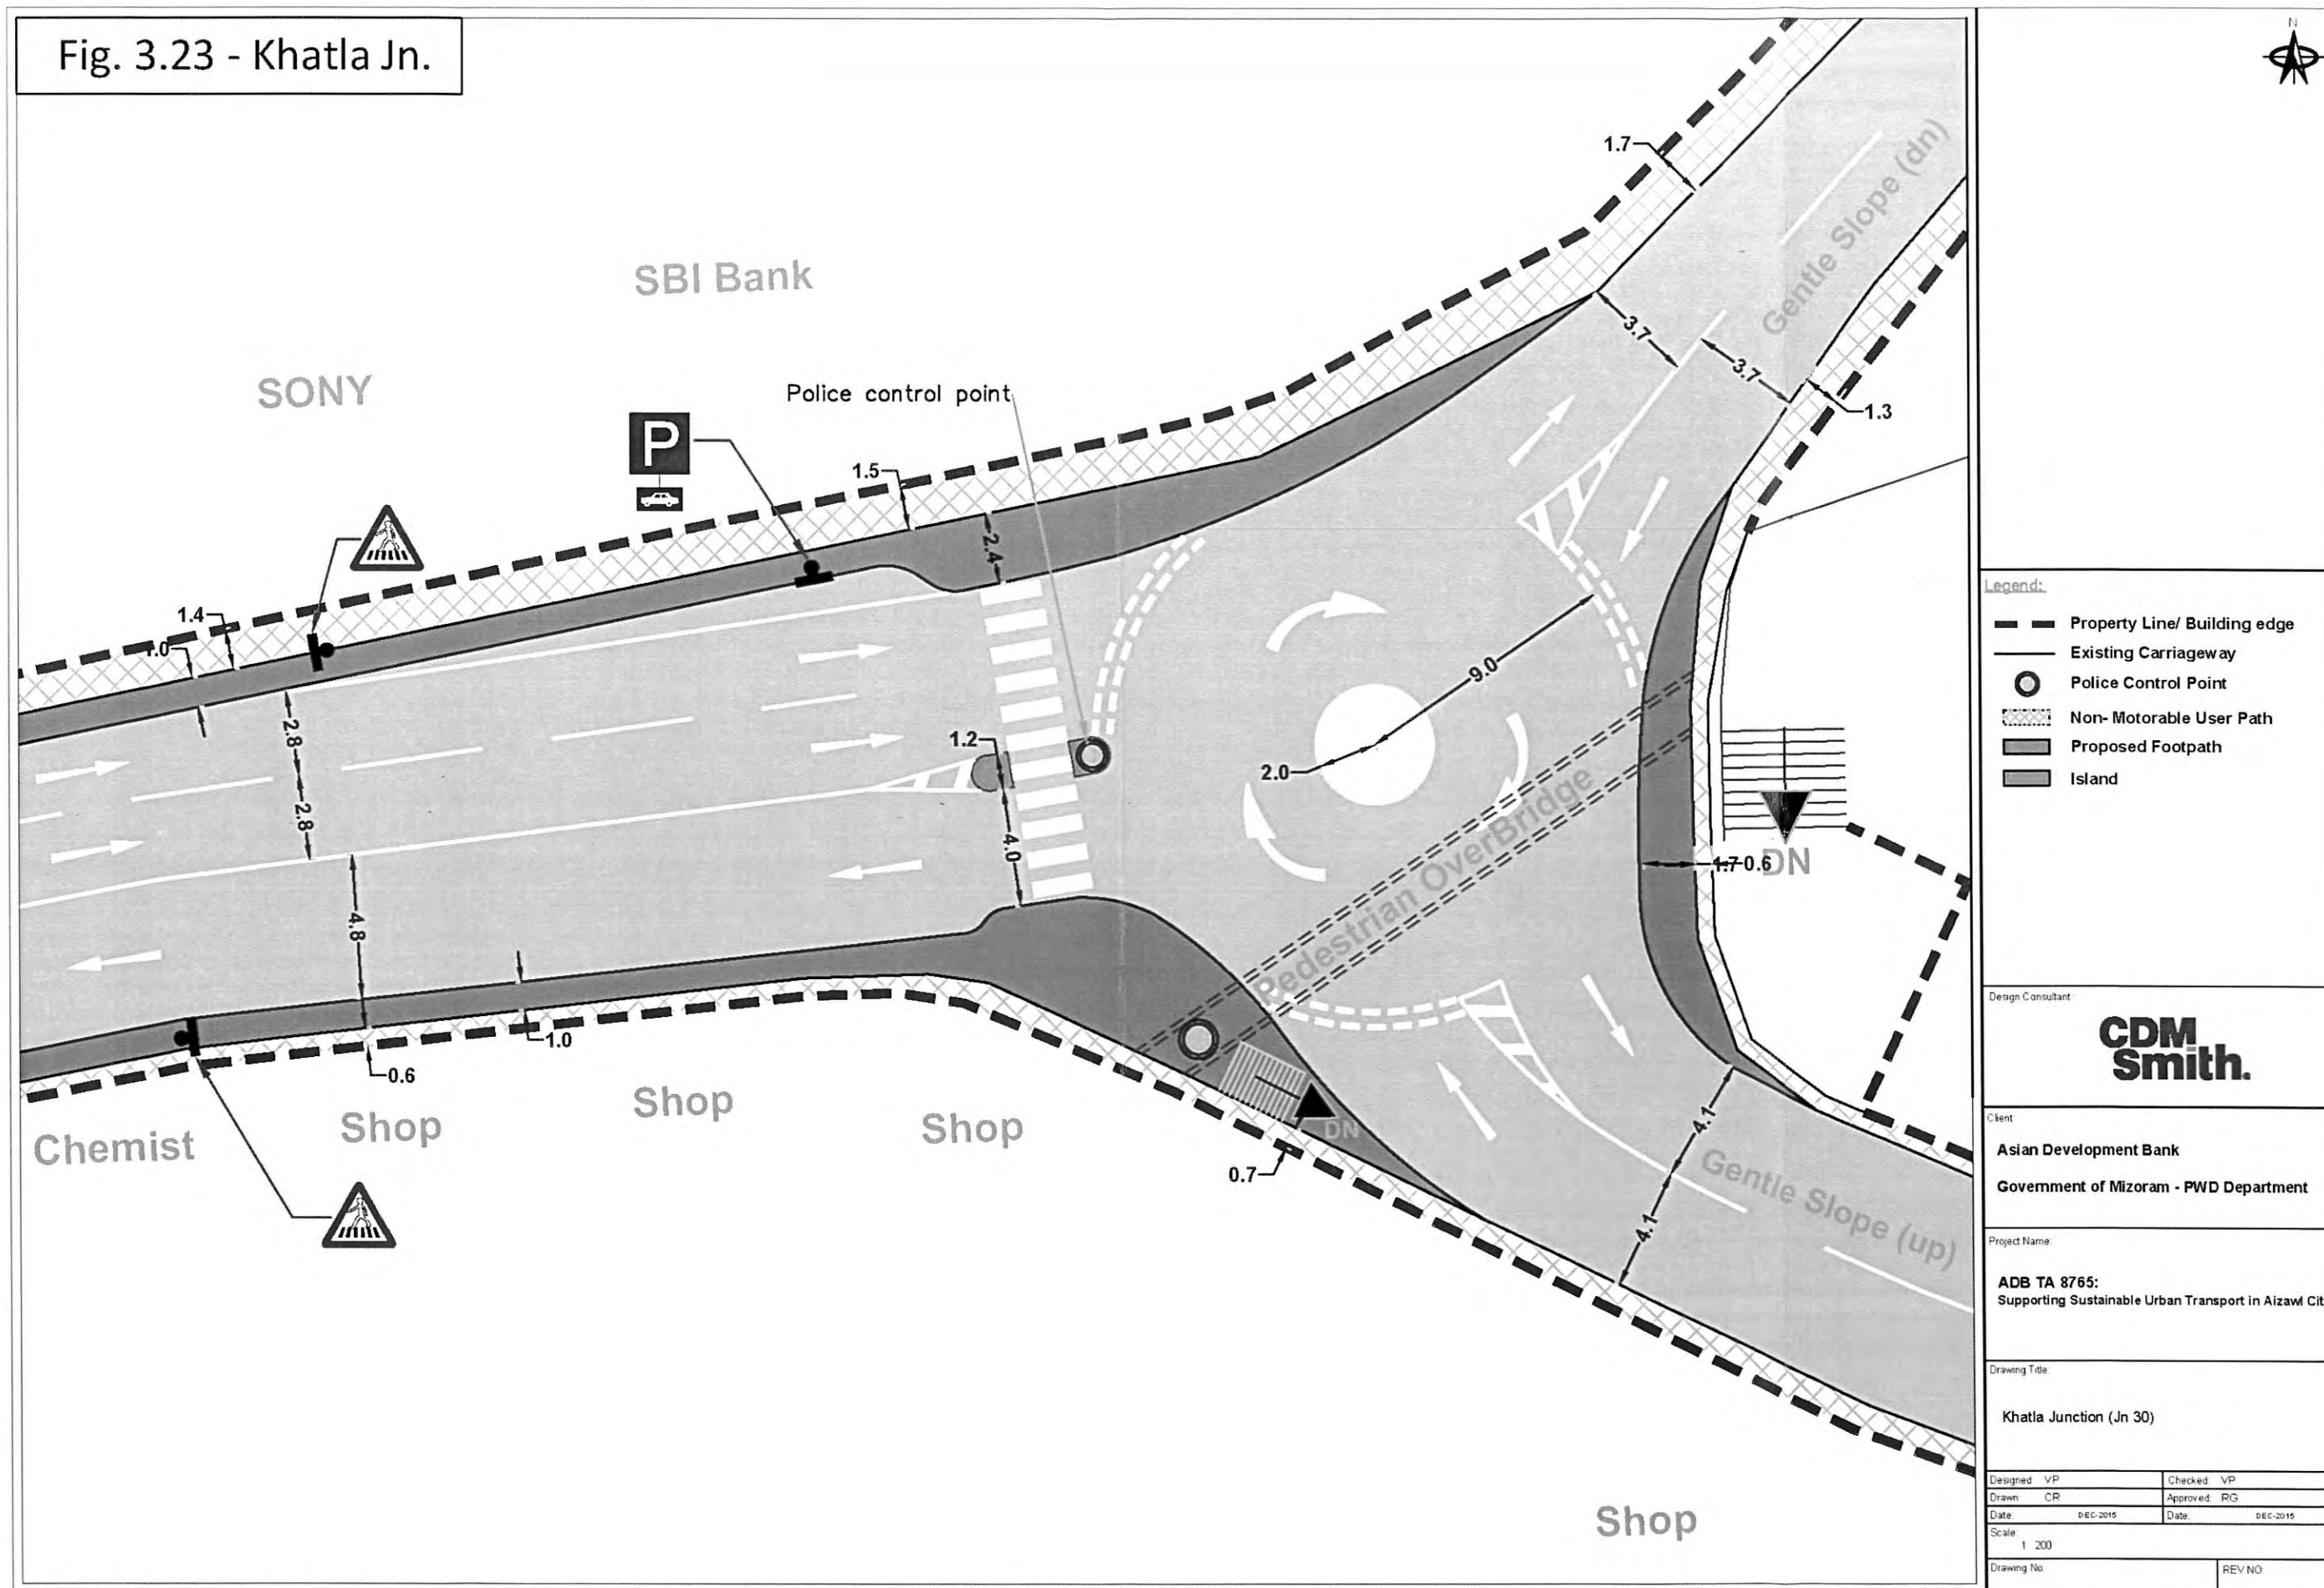 Fig. 3.23 - Khatla Jn.
N
SBI Bank
SONY
Police control point
P
Gentle Slope (dn)
1.7
3.7
3.7
1.3
1.5
2.4
1.4
1.0
2.8
2.8
4.8
1.2
4.0
9.0
2.0
Pedestrian OverBridge
1.7
0.6
DN
1.0
0.6
DN
0.7
4.1
4.1
Gentle Slope (up)
Chemist
Shop
Shop
Shop
Shop
Legend:
Property Line/ Building edge
Existing Carriageway
Police Control Point
Non- Motorable User Path
Proposed Footpath
Island
Design Consultant
CDM
Smith.
Client
Asian Development Bank
Government of Mizoram - PWD Department
Project Name:
ADB TA 8765:
Supporting Sustainable Urban Transport in Aizawl Cit
Drawing Title:
Khatla Junction (Jn 30)
Designed VP Checked: VP
Drawn CR Approved: RG
Date: DEC-2015 Date: DEC-2015
Scale
1 200
Drawing No. REV NO: